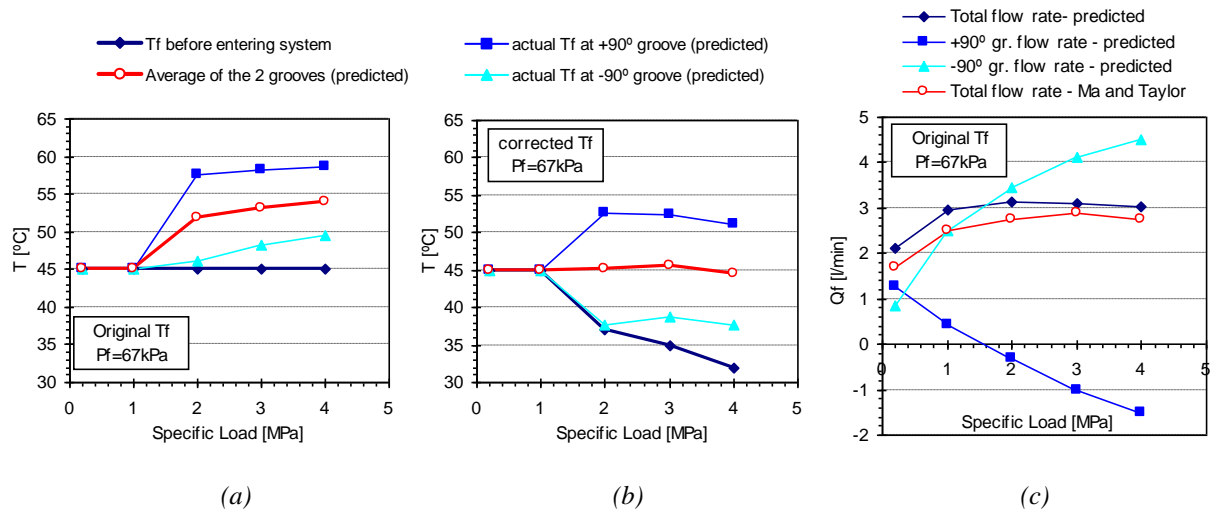 Tf before entering system
Average of the 2 grooves (predicted)
actual Tf at +90º groove (predicted)
actual Tf at -90º groove (predicted)
Total flow rate- predicted
+90º gr. flow rate - predicted
-90º gr. flow rate - predicted
Total flow rate - Ma and Taylor
65
60
55
50
45
40
35
30
T [ºC]
Original Tf
Pf=67kPa
0 1 2 3 4 5
Specific Load [MPa]
(a)
65
60
55
50
45
40
35
30
T [ºC]
corrected Tf
Pf=67kPa
0 1 2 3 4 5
Specific Load [MPa]
(b)
5
4
3
2
1
0
-1
-2
Qf [l/min]
Original Tf
Pf=67kPa
0 1 2 3 4 5
Specific Load [MPa]
(c)